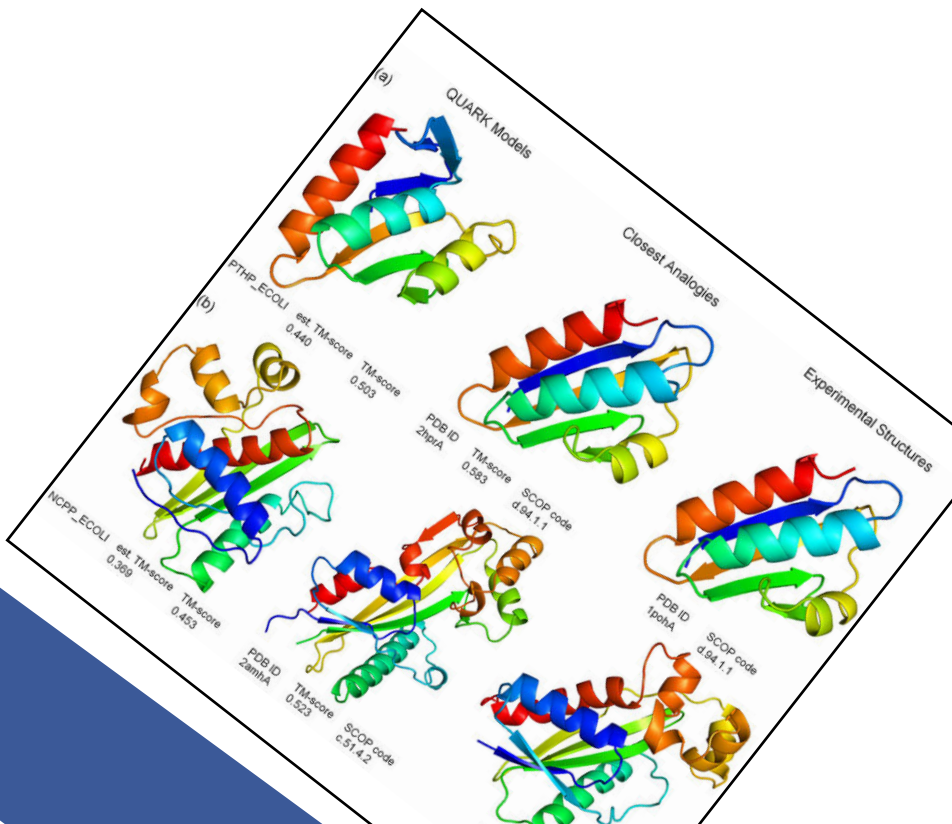 (a)
QUARK Models
Closest Analogies
Experimental Structures
PTHP_ECOLI
est. TM-score
0.440
TM-score
0.503
PDB ID
2hprA
TM-score
0.583
SCOP code
d.94.1.1
PDB ID
1pohA
SCOP code
d.94.1.1
(b)
NCPP_ECOLI
est. TM-score
0.369
TM-score
0.453
PDB ID
2amhA
TM-score
0.523
SCOP code
c.51.4.2